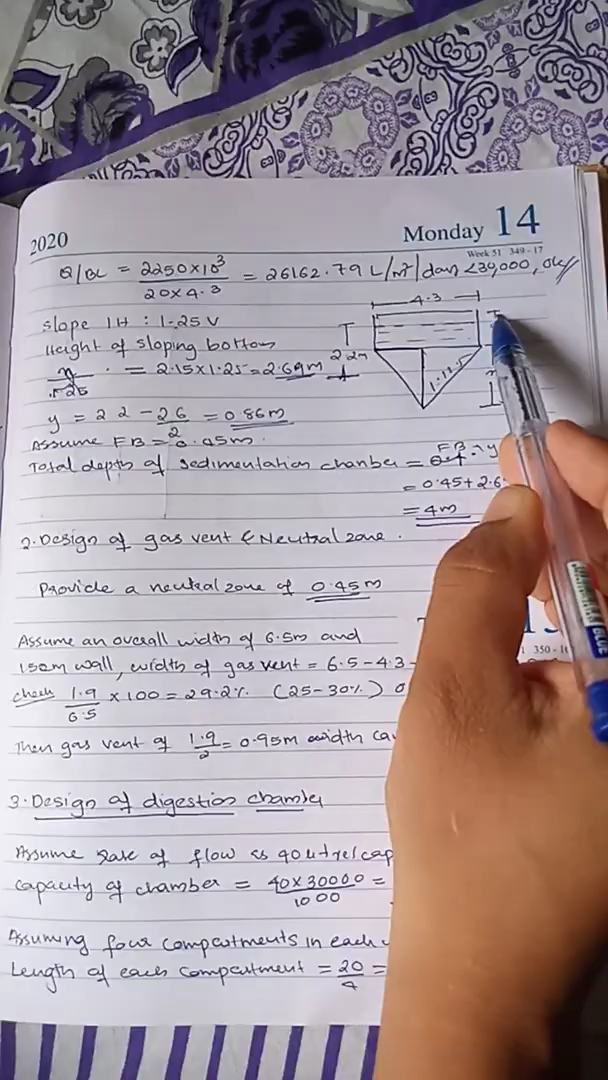 2020
Monday 14
Week 51 349-17
Q/BL = 2250×10³ / 20×4.3 = 26162.79 L/m²/day <39,000, Ok
4.3
Slope 1H : 1.25V
Height of sloping bottom
= 2.15×1.25 = 2.69m
2.2m
y = 2.2 - 2.6/2 = 0.86m
Assume FB = 0.45m.
Total depth of sedimentation chamber = FB + y
= 0.45+2.6
= 4m
2. Design of gas vent & Neutral zone.
Provide a neutral zone of 0.45m
Assume an overall width of 6.5m and
15cm wall, width of gas vent = 6.5-4.3-
check 1.9/6.5 × 100 = 29.2% (25-30%) O
Then gas vent of 1.9/2 = 0.95m width ca
350-1
3. Design of digestion chamber
Assume rate of flow as 40 litre/cap
capacity of chamber = 40×30000/1000 =
Assuming four compartments in each
Length of each compartment = 20/4 =